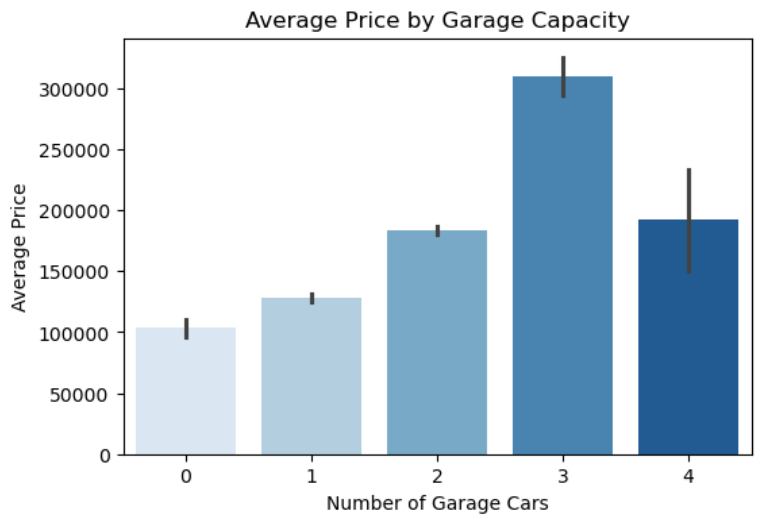 Average Price by Garage Capacity
Average Price
300000
250000
200000
150000
100000
50000
0
0 1 2 3 4
Number of Garage Cars